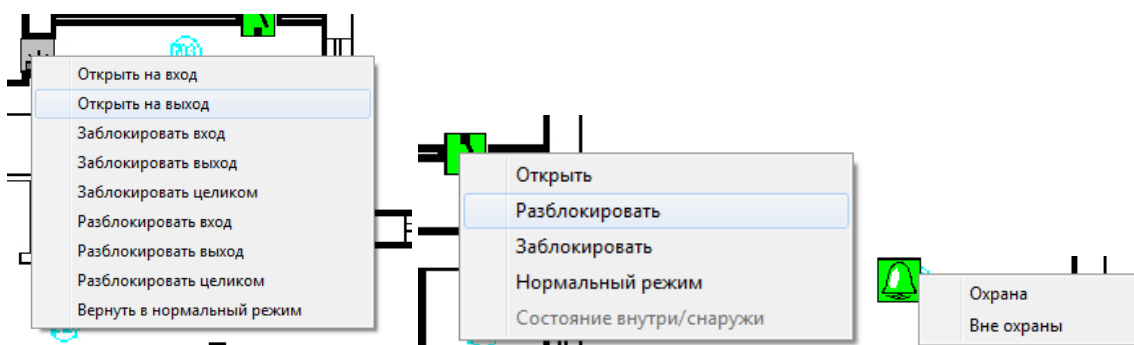 Открыть на вход
Открыть на выход
Заблокировать вход
Заблокировать выход
Заблокировать целиком
Разблокировать вход
Разблокировать выход
Разблокировать целиком
Вернуть в нормальный режим
Открыть
Разблокировать
Заблокировать
Нормальный режим
Состояние внутри/снаружи
Охрана
Вне охраны